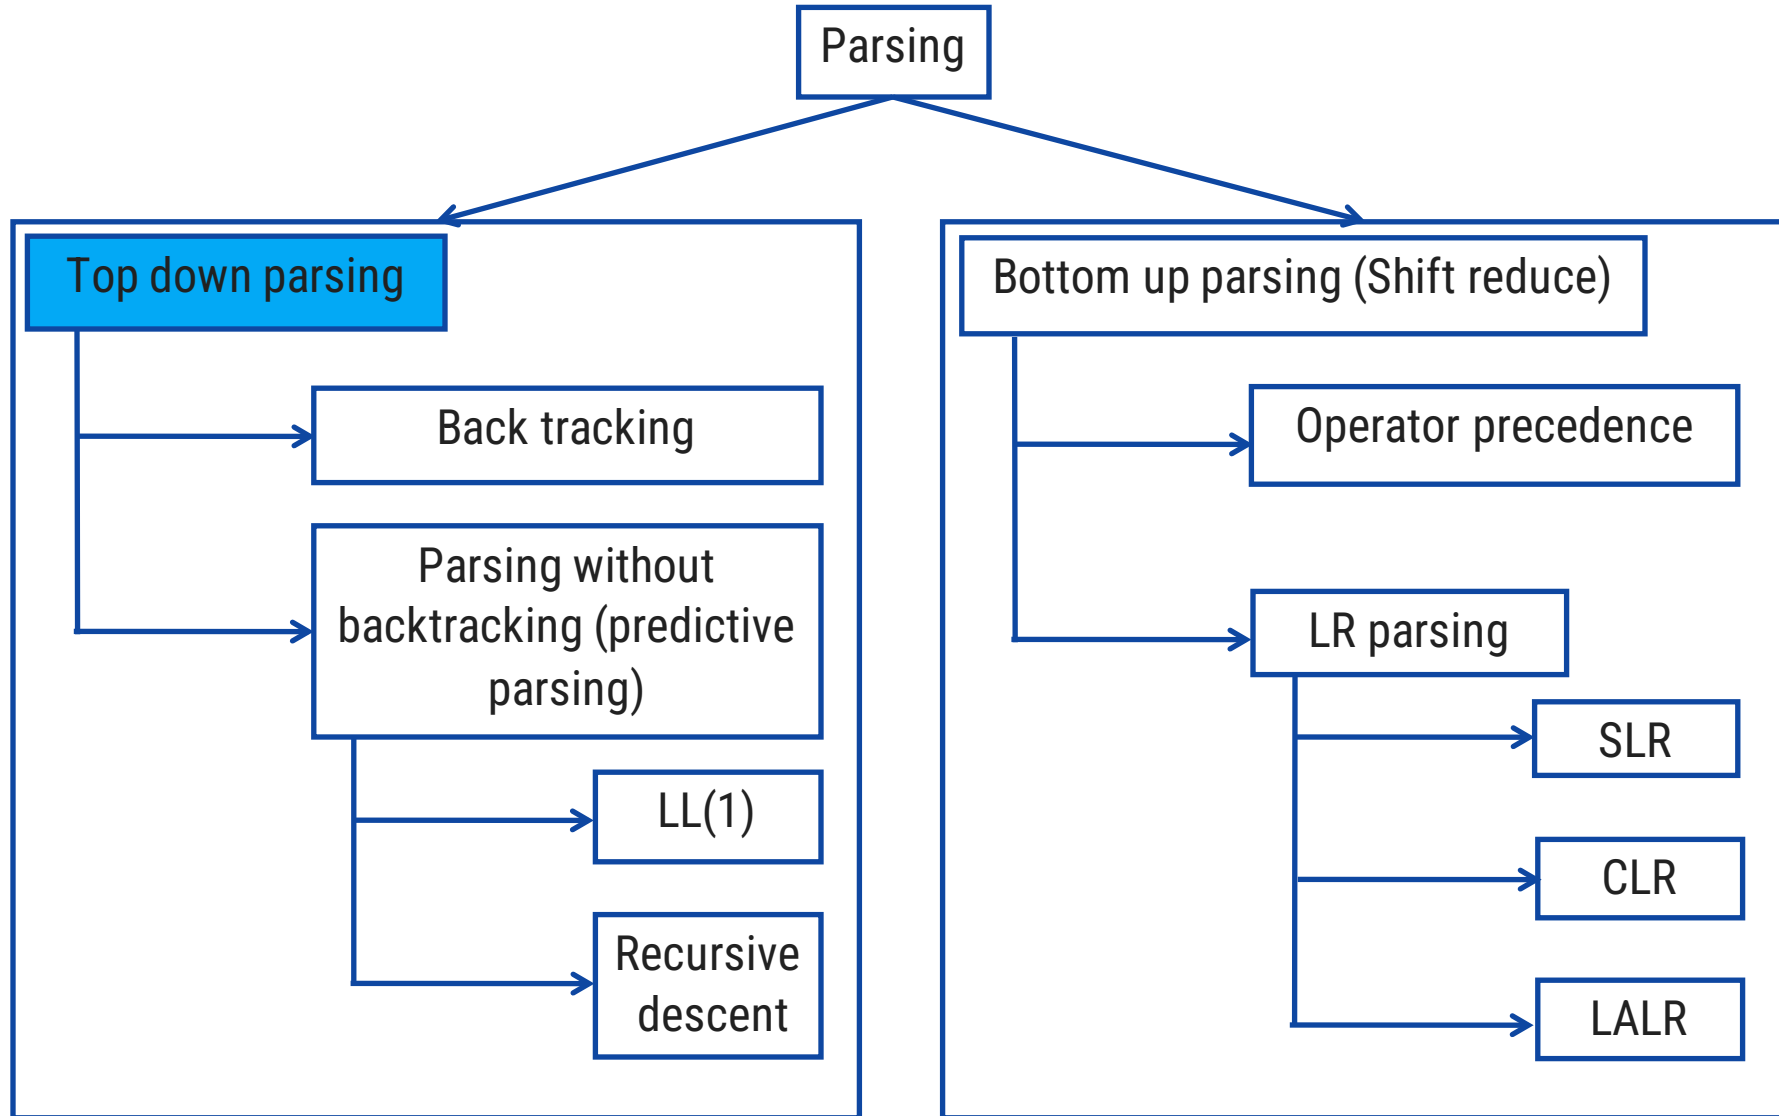 Parsing
Top down parsing
Back tracking
Parsing without
backtracking (predictive
parsing)
LL(1)
Recursive
descent
Bottom up parsing (Shift reduce)
Operator precedence
LR parsing
SLR
CLR
LALR